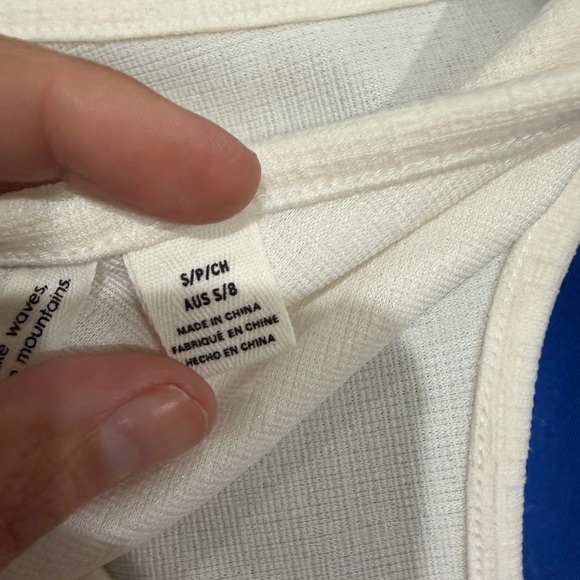 S/P/CH
AUS S/8
MADE IN CHINA
FABRIQUÉ EN CHINE
HECHO EN CHINA
waves,
mountains.